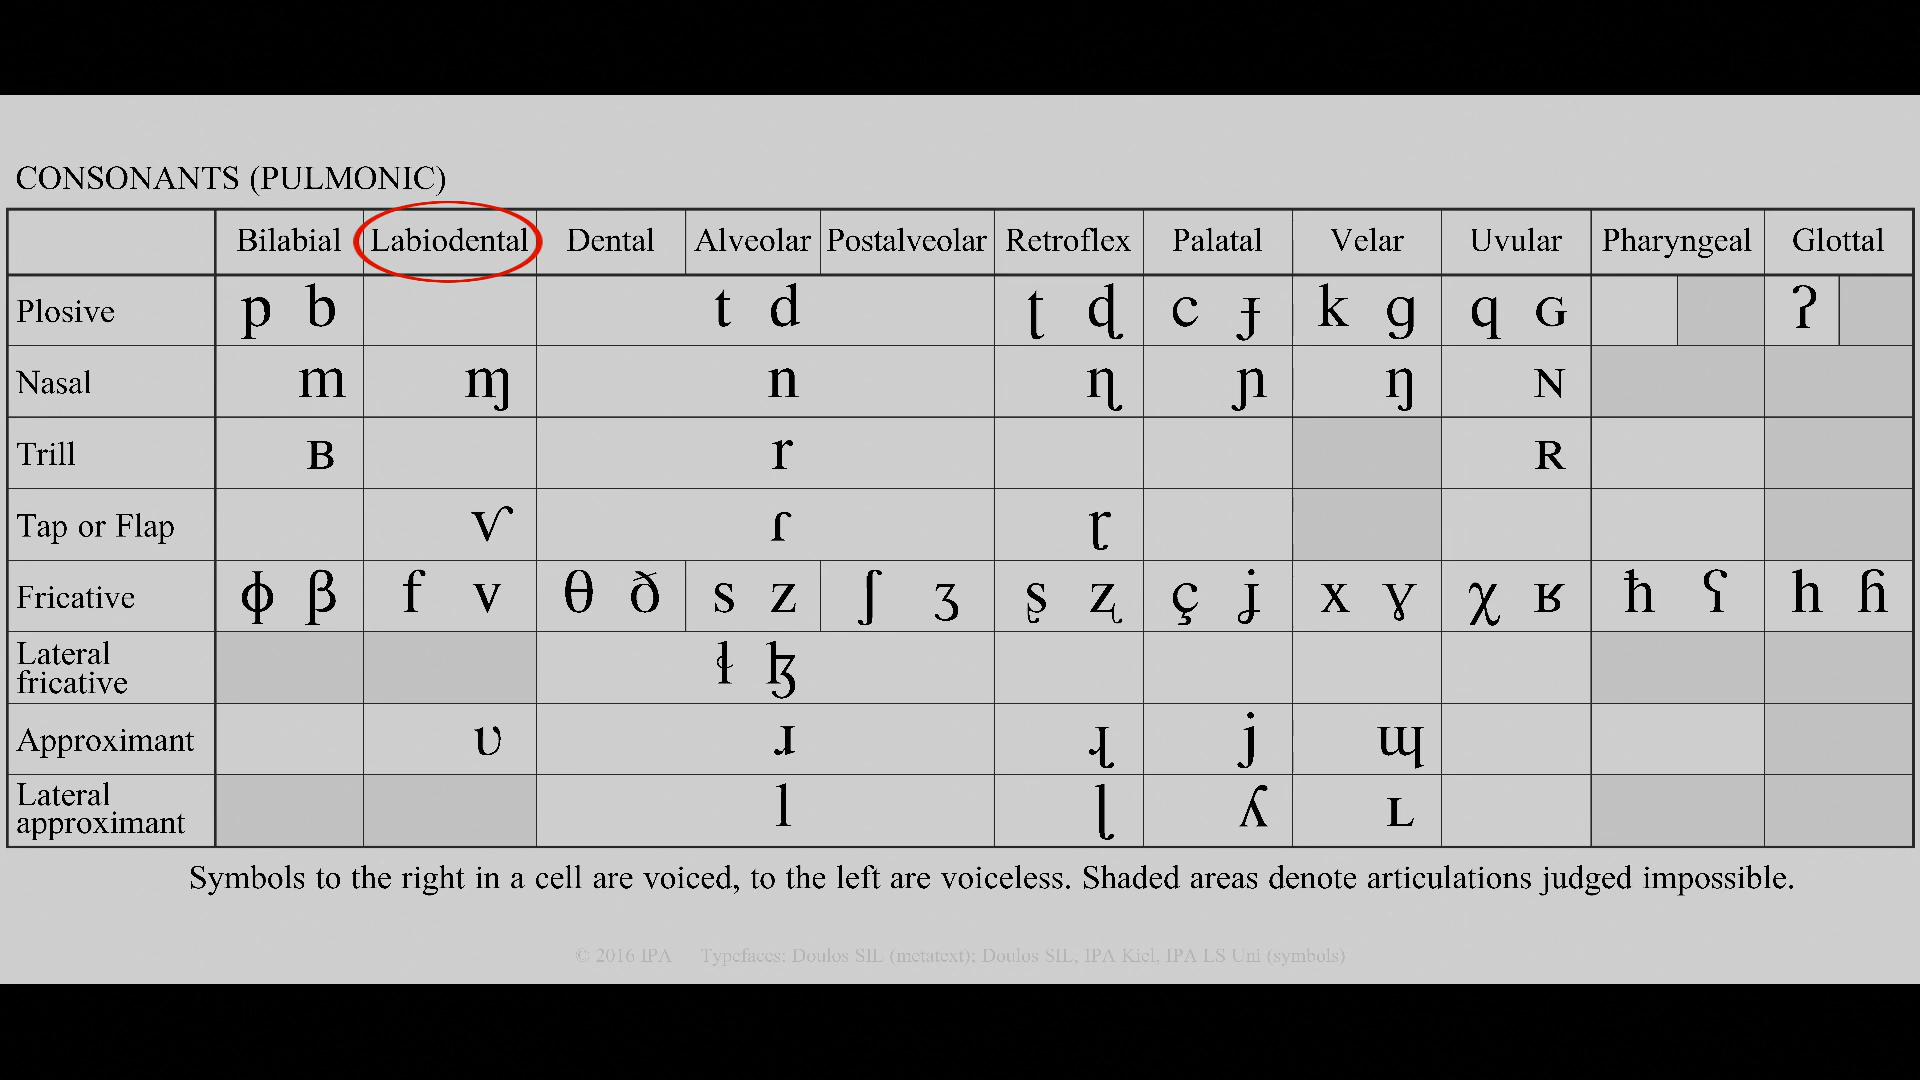 CONSONANTS (PULMONIC)
Bilabial Labiodental Dental Alveolar Postalveolar Retroflex Palatal Velar Uvular Pharyngeal Glottal
Plosive p b t d ʈ ɖ c ɟ k ɡ q ɢ ʔ
Nasal m ɱ n ɳ ɲ ŋ ɴ
Trill ʙ r ʀ
Tap or Flap ⱱ ɾ ɽ
Fricative ɸ β f v θ ð s z ʃ ʒ ʂ ʐ ç ʝ x ɣ χ ʁ ħ ʕ h ɦ
Lateral
fricative ɬ ɮ
Approximant ʋ ɹ ɻ j ɰ
Lateral
approximant l ɭ ʎ ʟ
Symbols to the right in a cell are voiced, to the left are voiceless. Shaded areas denote articulations judged impossible.
© 2016 IPA Typefaces: Doulos SIL (metatext); Doulos SIL, IPA Kiel, IPA LS Uni (symbols)